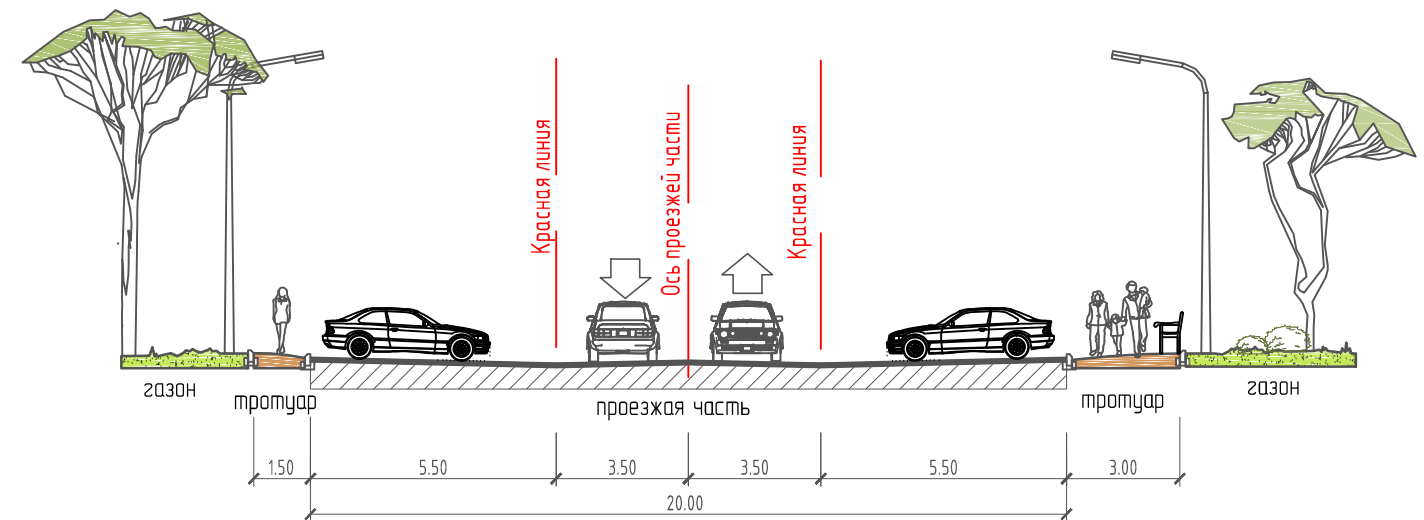 Красная линия
Ось проезжей части
Красная линия
газон
тротуар
проезжая часть
тротуар
газон
1.50
5.50
3.50
3.50
5.50
3.00
20.00